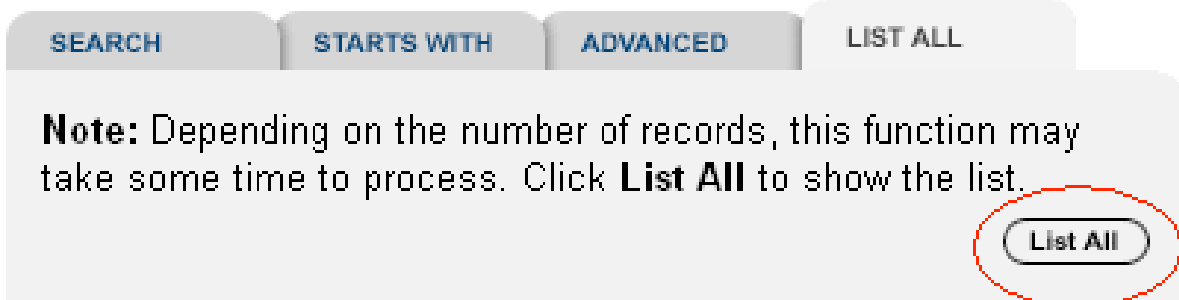 SEARCH STARTS WITH ADVANCED LIST ALL
Note: Depending on the number of records, this function may
take some time to process. Click List All to show the list.
List All